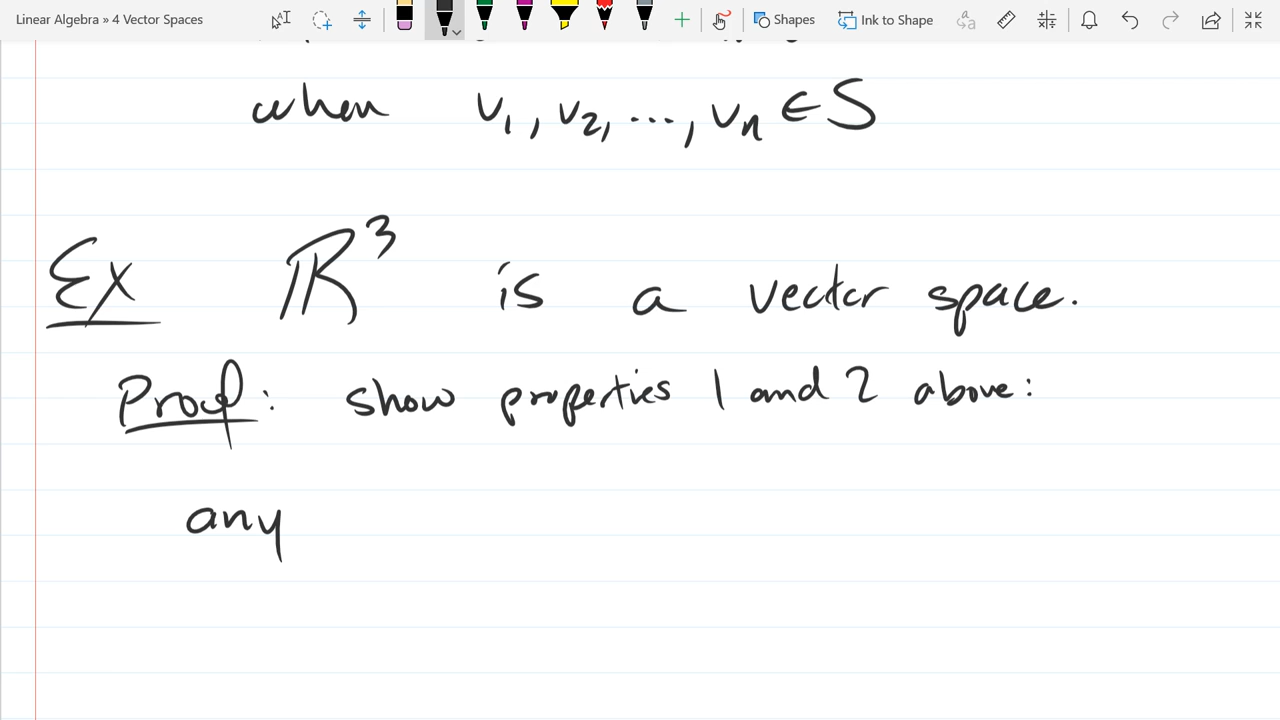 Linear Algebra » 4 Vector Spaces
Shapes
Ink to Shape
when v₁, v₂, ..., vₙ ∈ S
Ex ℝ³ is a vector space.
Proof: show properties 1 and 2 above:
any